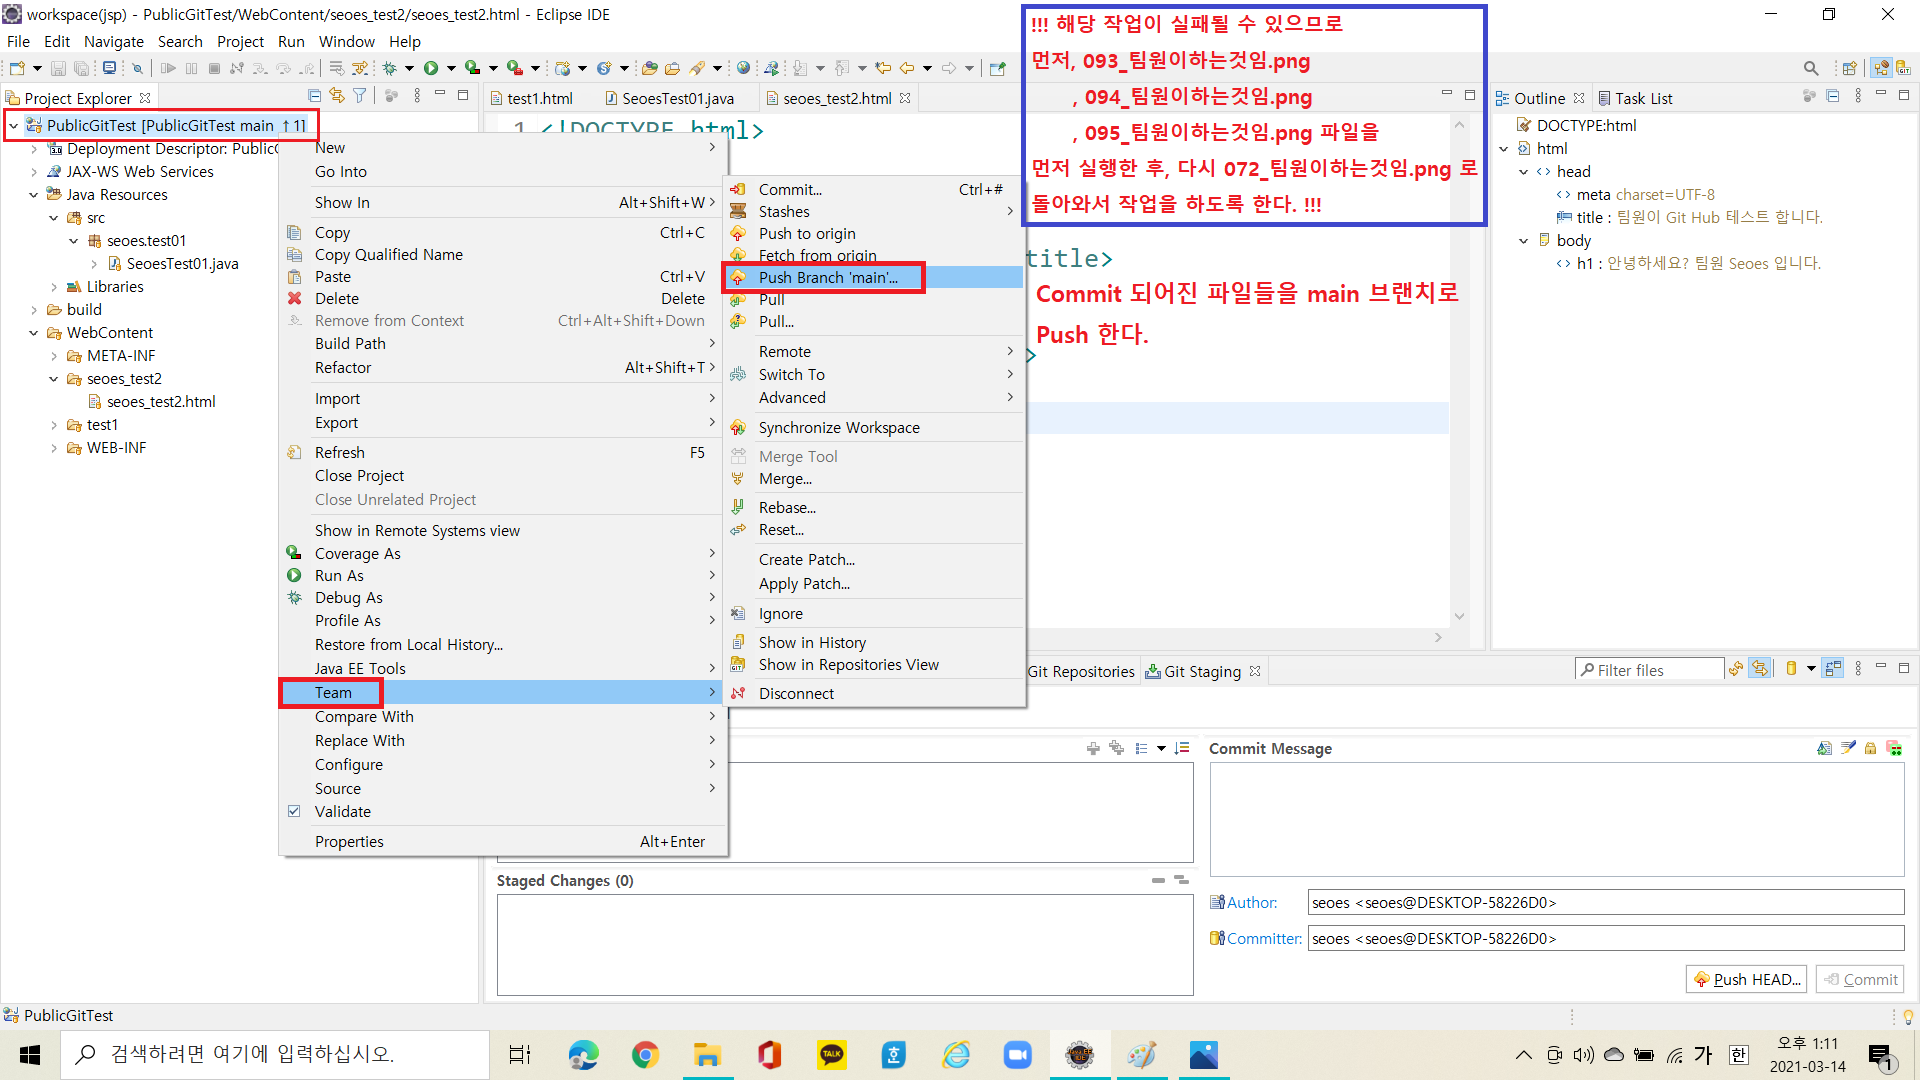 workspace(jsp) - PublicGitTest/WebContent/seoes_test2/seoes_test2.html - Eclipse IDE
File Edit Navigate Search Project Run Window Help
!!! 해당 작업이 실패될 수 있으므로
먼저, 093_팀원이하는것임.png
, 094_팀원이하는것임.png
, 095_팀원이하는것임.png 파일을
먼저 실행한 후, 다시 072_팀원이하는것임.png 로
돌아와서 작업을 하도록 한다. !!!
Project Explorer
test1.html SeoesTest01.java seoes_test2.html
Outline Task List
PublicGitTest [PublicGitTest main ↑1]
Deployment Descriptor: Public
JAX-WS Web Services
Java Resources
src
seoes.test01
SeoesTest01.java
Libraries
build
WebContent
META-INF
seoes_test2
seoes_test2.html
test1
WEB-INF
1 <!DOCTYPE html>
title>
>
Commit 되어진 파일들을 main 브랜치로
Push 한다.
New
Go Into
Show In Alt+Shift+W
Copy Ctrl+C
Copy Qualified Name
Paste Ctrl+V
Delete Delete
Remove from Context Ctrl+Alt+Shift+Down
Build Path
Refactor Alt+Shift+T
Import
Export
Refresh F5
Close Project
Close Unrelated Project
Show in Remote Systems view
Coverage As
Run As
Debug As
Profile As
Restore from Local History...
Java EE Tools
Team
Compare With
Replace With
Configure
Source
Validate
Properties Alt+Enter
Commit... Ctrl+#
Stashes
Push to origin
Fetch from origin
Push Branch 'main'...
Pull
Pull...
Remote
Switch To
Advanced
Synchronize Workspace
Merge Tool
Merge...
Rebase...
Reset...
Create Patch...
Apply Patch...
Ignore
Show in History
Show in Repositories View
Disconnect
DOCTYPE:html
html
head
meta charset=UTF-8
title : 팀원이 Git Hub 테스트 합니다.
body
h1 : 안녕하세요? 팀원 Seoes 입니다.
Git Repositories Git Staging
Filter files
Commit Message
Staged Changes (0)
Author: seoes <seoes@DESKTOP-58226D0>
Committer: seoes <seoes@DESKTOP-58226D0>
Push HEAD... Commit
PublicGitTest
검색하려면 여기에 입력하십시오.
TALK
가 한
오후 1:11
2021-03-14
1